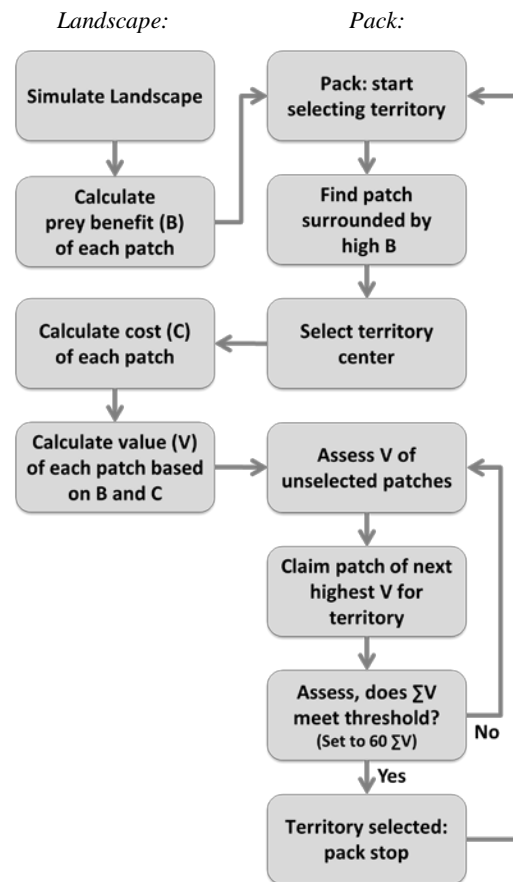 Landscape:
Pack:
Simulate Landscape
Pack: start
selecting territory
Calculate
prey benefit (B)
of each patch
Find patch
surrounded by
high B
Calculate cost (C)
of each patch
Select territory
center
Calculate value (V)
of each patch based
on B and C
Assess V of
unselected patches
Claim patch of next
highest V for
territory
Assess, does ∑V
meet threshold?
(Set to 60 ∑V)
No
Yes
Territory selected:
pack stop